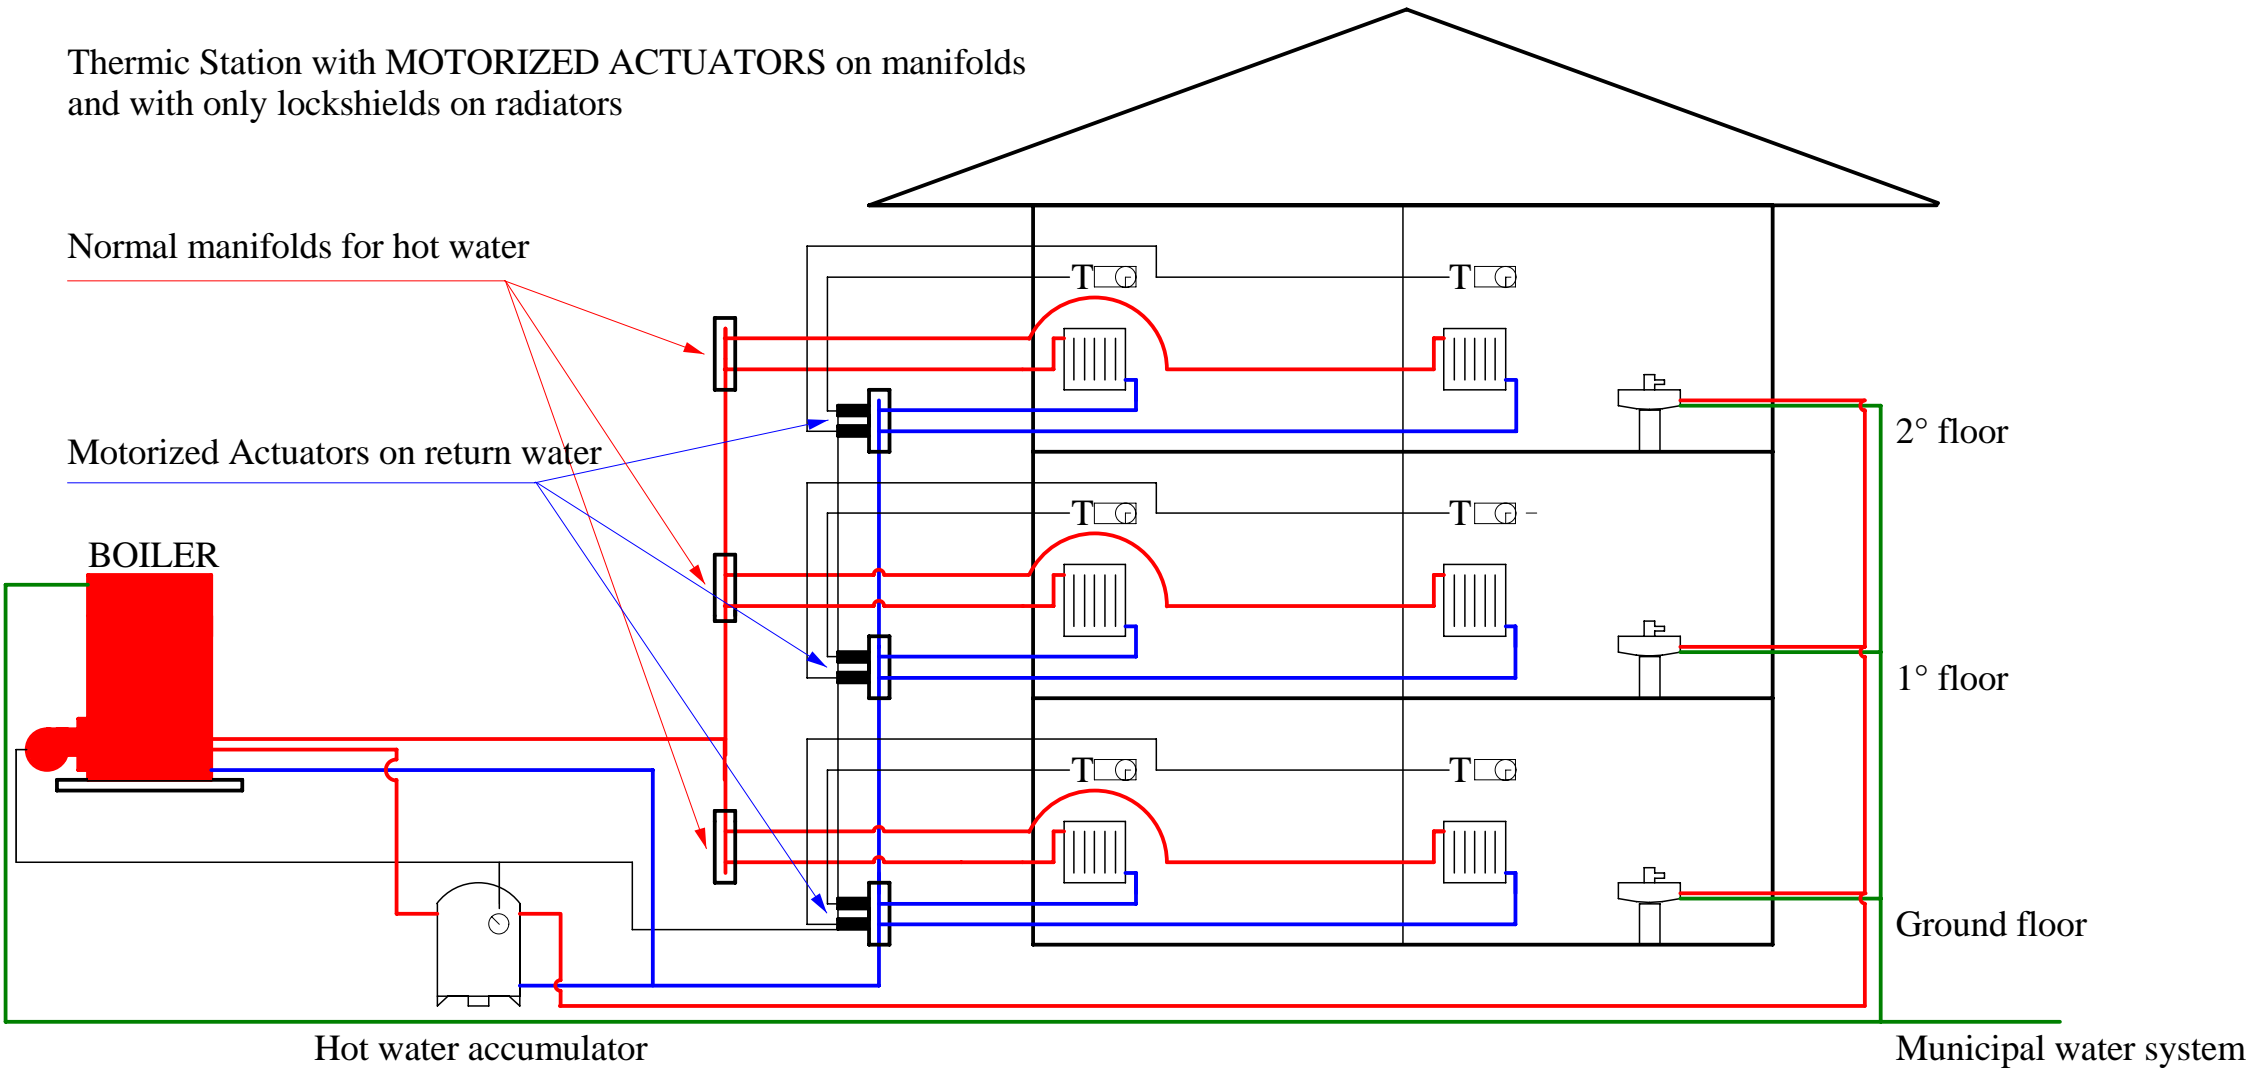 Thermic Station with MOTORIZED ACTUATORS on manifolds
and with only lockshields on radiators
Normal manifolds for hot water
T
T
2° floor
Motorized Actuators on return water
T
T
BOILER
1° floor
T
T
Ground floor
Hot water accumulator
Municipal water system